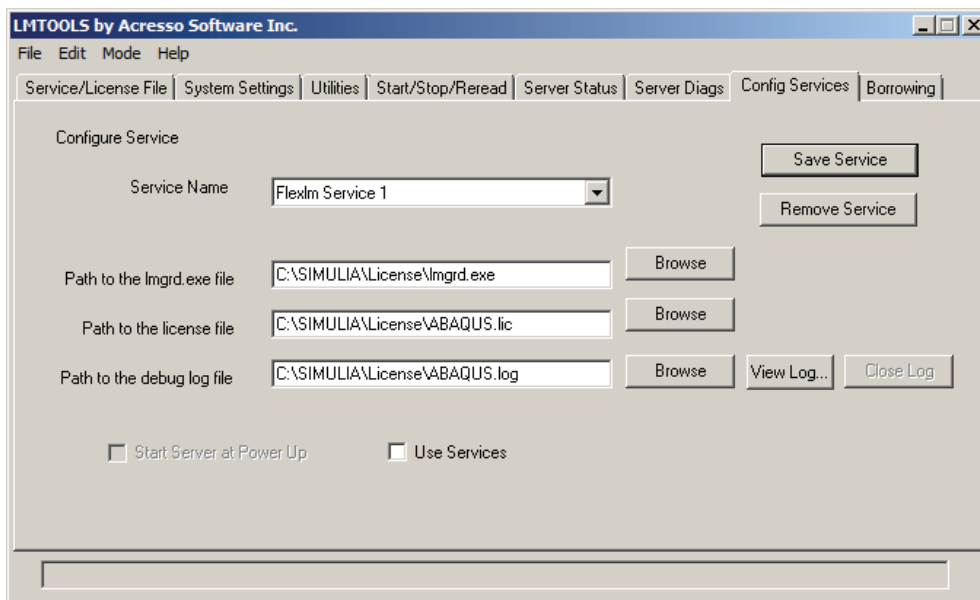 LMTOOLS by Acresso Software Inc.
File Edit Mode Help
Service/License File System Settings Utilities Start/Stop/Reread Server Status Server Diags Config Services Borrowing
Configure Service
Save Service
Service Name Flexlm Service 1
Remove Service
Path to the lmgrd.exe file C:\SIMULIA\License\lmgrd.exe Browse
Path to the license file C:\SIMULIA\License\ABAQUS.lic Browse
Path to the debug log file C:\SIMULIA\License\ABAQUS.log Browse View Log... Close Log
Start Server at Power Up Use Services